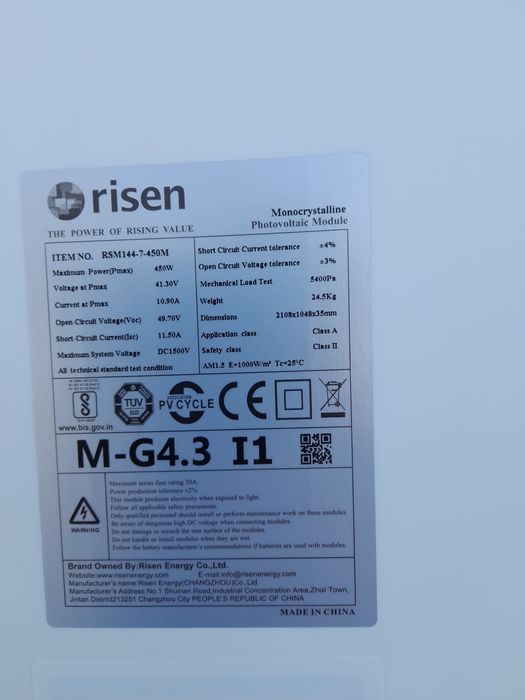 risen
THE POWER OF RISING VALUE
Monocrystalline
Photovoltaic Module
ITEM NO. RSM144-7-450M
Maximum Power(Pmax) 450W
Voltage at Pmax 41.30V
Current at Pmax 10.90A
Open-Circuit Voltage(Voc) 49.70V
Short-Circuit Current(Isc) 11.50A
Maximum System Voltage DC1500V
All technical standard test condition
Short Circuit Current tolerance ±4%
Open Circuit Voltage tolerance ±3%
Mechanical Load Test 5400Pa
Weight 24.5Kg
Dimensions 2108x1048x35mm
Application class Class A
Safety class Class II
AM1.5 E=1000W/m² Tc=25°C
www.bis.gov.in
TUV
SUD
ASSOCIATION
PV CYCLE
CE
M-G4.3 I1
WARNING
Maximum series fuse rating 20A.
Power production tolerance ±2%.
This module produces electricity when exposed to light.
Follow all applicable safety precautions.
Only qualified personnel should install or perform maintenance work on these modules.
Be aware of dangerous high DC voltage when connecting modules.
Do not damage or scratch the rear surface of the modules.
Do not handle or install modules when they are wet.
Follow the battery manufacturer's recommendations if batteries are used with modules.
Brand Owned By:Risen Energy Co.,Ltd.
Website:www.risenenergy.com E-mail:info@risenenergy.com
Manufacturer's name:Risen Energy(CHANGZHOU)Co.,Ltd.
Manufacturer's Address:No.1 Shuinan Road,Industrial Concentration Area,Zhixi Town,
Jintan District213251 Changzhou City PEOPLE'S REPUBLIC OF CHINA
MADE IN CHINA